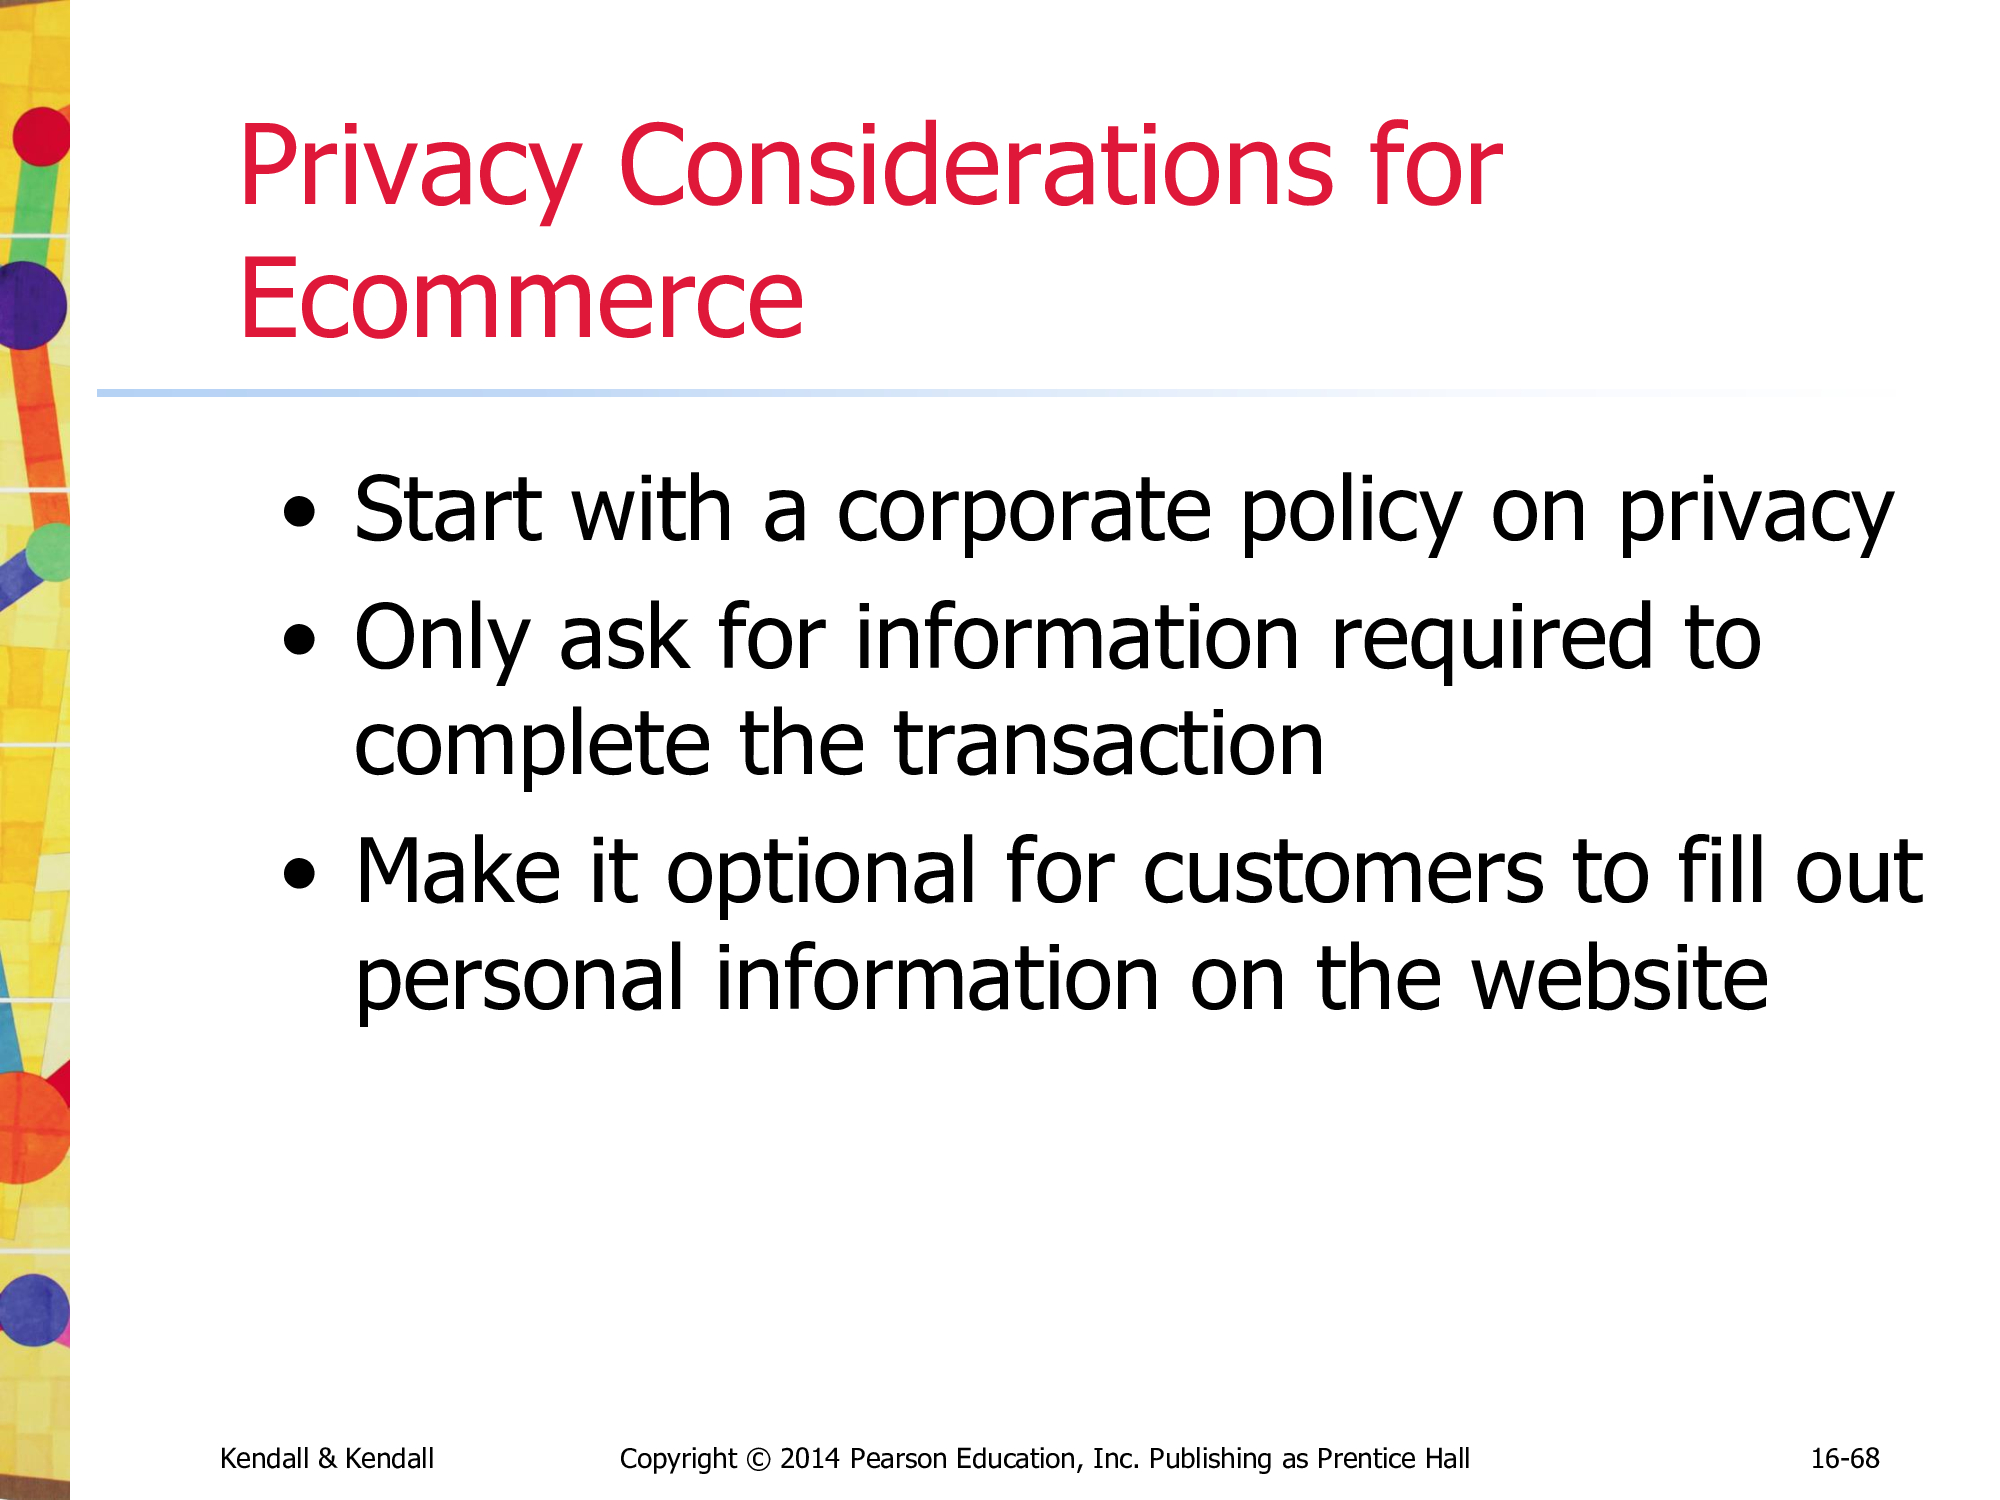 Privacy Considerations for
Ecommerce
• Start with a corporate policy on privacy
• Only ask for information required to
complete the transaction
• Make it optional for customers to fill out
personal information on the website
Kendall & Kendall Copyright © 2014 Pearson Education, Inc. Publishing as Prentice Hall 16-68